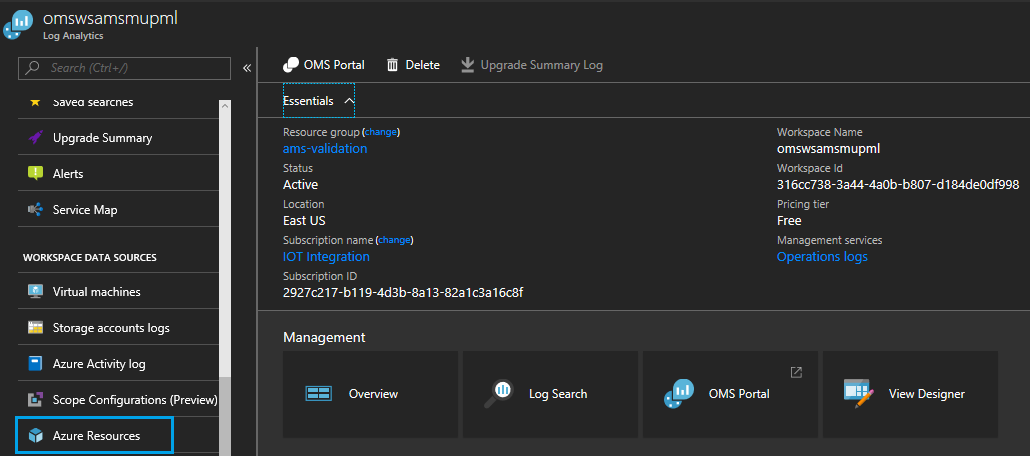 omswsamsmupml
Log Analytics
Search (Ctrl+/)
Saved searches
Upgrade Summary
Alerts
Service Map
WORKSPACE DATA SOURCES
Virtual machines
Storage accounts logs
Azure Activity log
Scope Configurations (Preview)
Azure Resources
OMS Portal
Delete
Upgrade Summary Log
Essentials
Resource group (change)
ams-validation
Status
Active
Location
East US
Subscription name (change)
IOT Integration
Subscription ID
2927c217-b119-4d3b-8a13-82a1c3a16c8f
Workspace Name
omswsamsmupml
Workspace Id
316cc738-3a44-4a0b-b807-d184de0df998
Pricing tier
Free
Management services
Operations logs
Management
Overview
Log Search
OMS Portal
View Designer